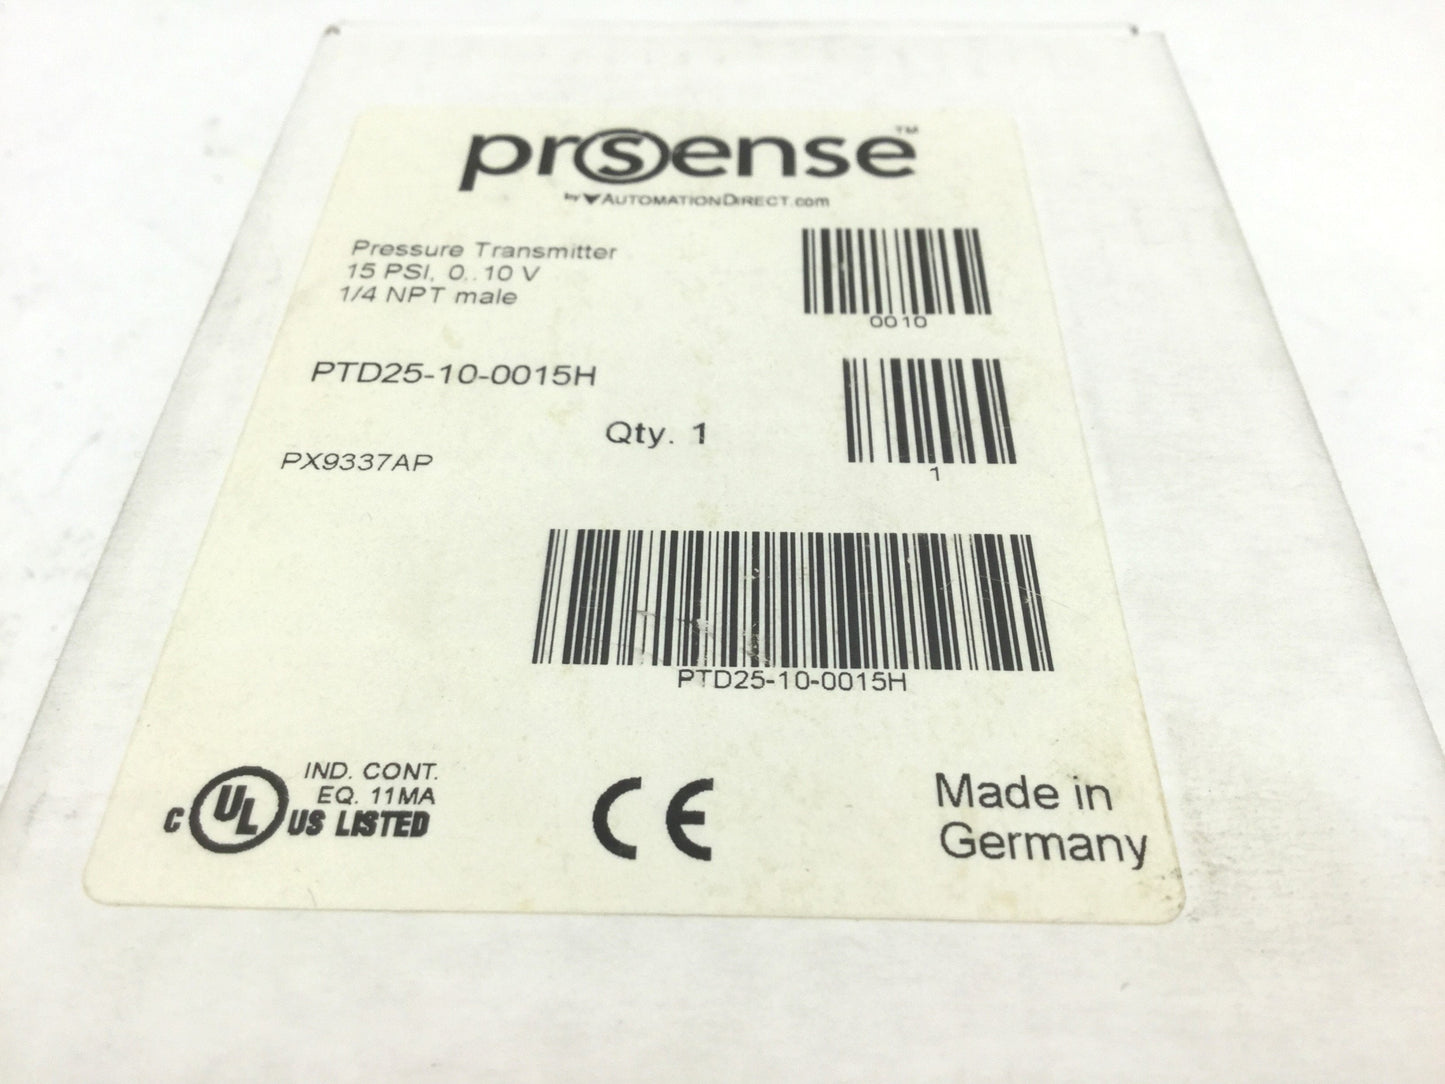 prosense™
by AUTOMATIONDIRECT.com
Pressure Transmitter
15 PSI, 0..10 V
1/4 NPT male
0010
PTD25-10-0015H
Qty. 1
1
PX9337AP
PTD25-10-0015H
IND. CONT.
EQ. 11MA
C UL US LISTED
CE
Made in
Germany